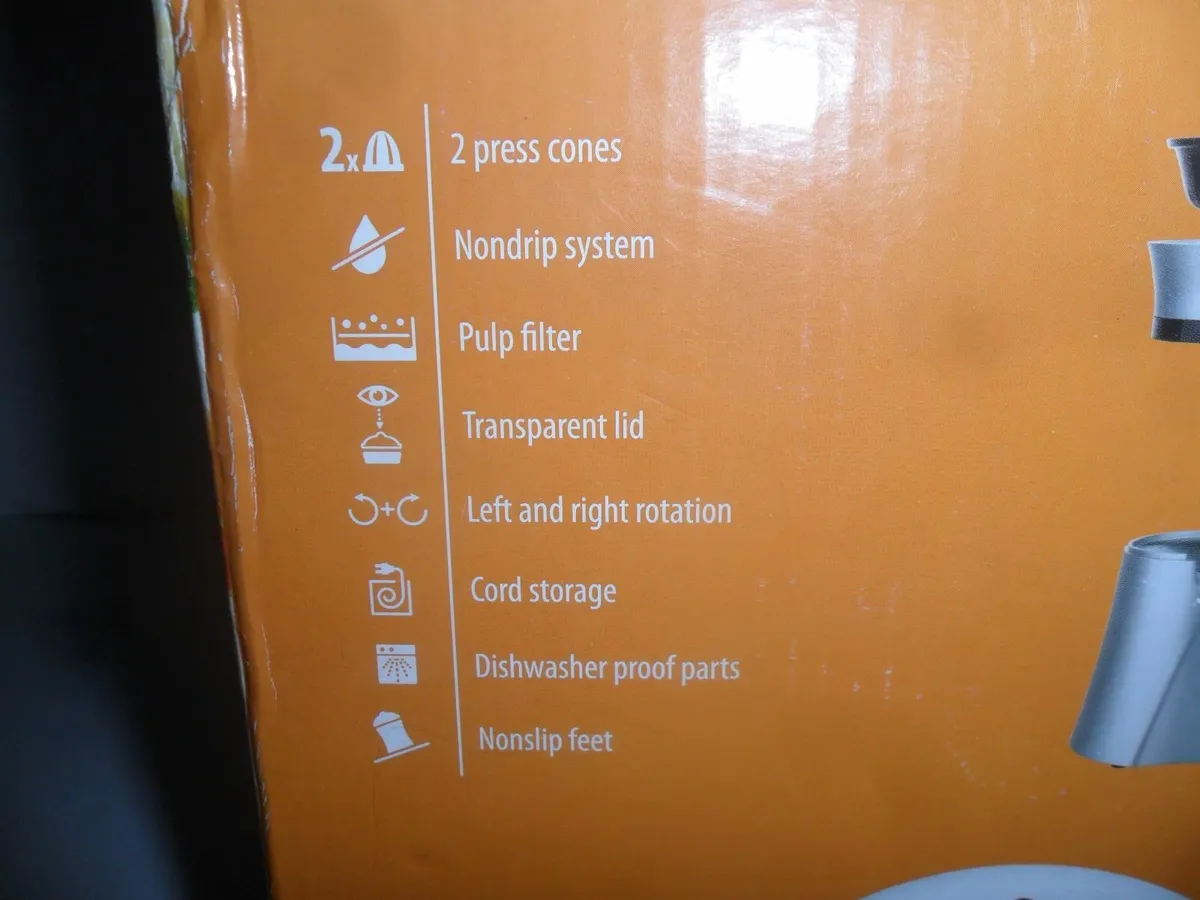 2x 2 press cones
Nondrip system
Pulp filter
Transparent lid
Left and right rotation
Cord storage
Dishwasher proof parts
Nonslip feet